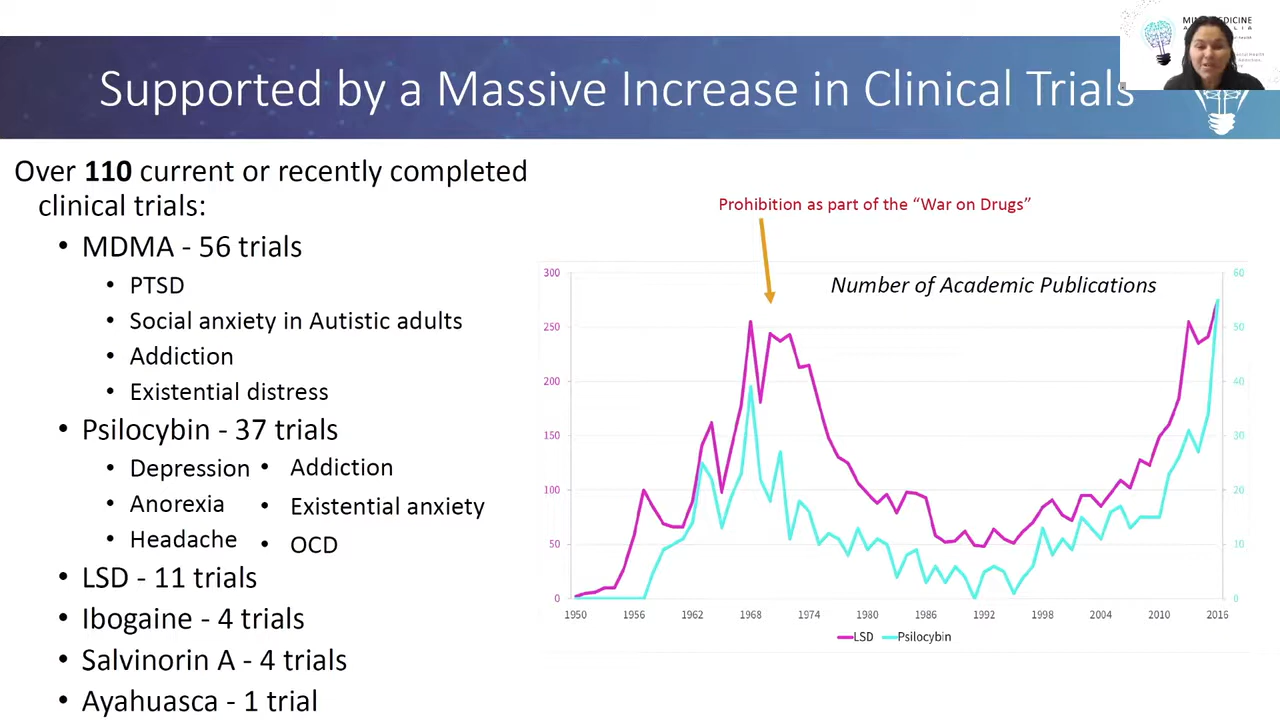 MEDICINE
Supported by a Massive Increase in Clinical Trials
Over 110 current or recently completed
clinical trials:
• MDMA - 56 trials
• PTSD
• Social anxiety in Autistic adults
• Addiction
• Existential distress
• Psilocybin - 37 trials
• Depression • Addiction
• Anorexia • Existential anxiety
• Headache • OCD
• LSD - 11 trials
• Ibogaine - 4 trials
• Salvinorin A - 4 trials
• Ayahuasca - 1 trial
Prohibition as part of the “War on Drugs”
Number of Academic Publications
300
250
200
150
100
50
0
60
50
40
30
20
10
0
1950 1956 1962 1968 1974 1980 1986 1992 1998 2004 2010 2016
LSD Psilocybin